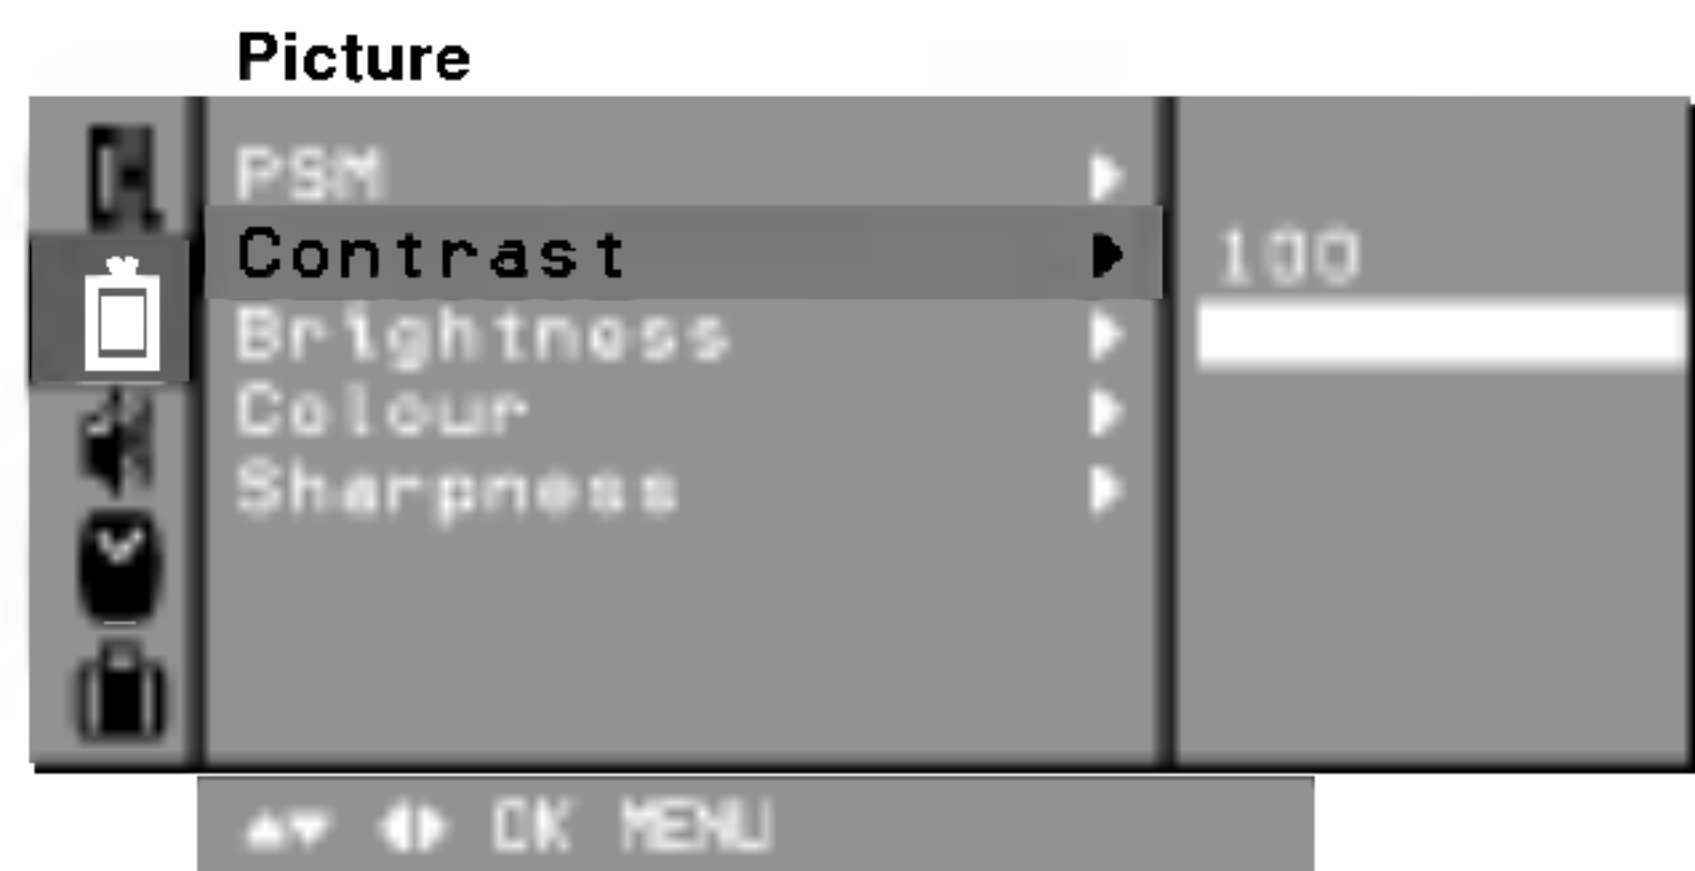 Picture
PSM
Contrast
100
Brightness
Colour
Sharpness
▲▼ ◀▶ OK MENU